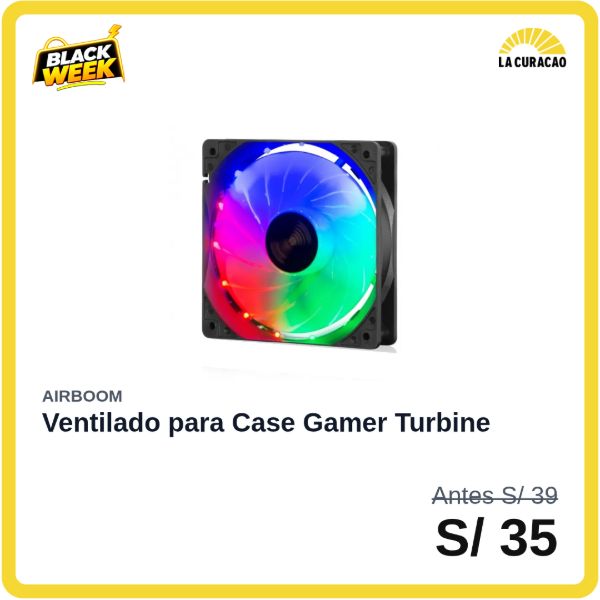 BLACK
WEEK
LA CURACAO
AIRBOOM
Ventilado para Case Gamer Turbine
Antes S/ 39
S/ 35